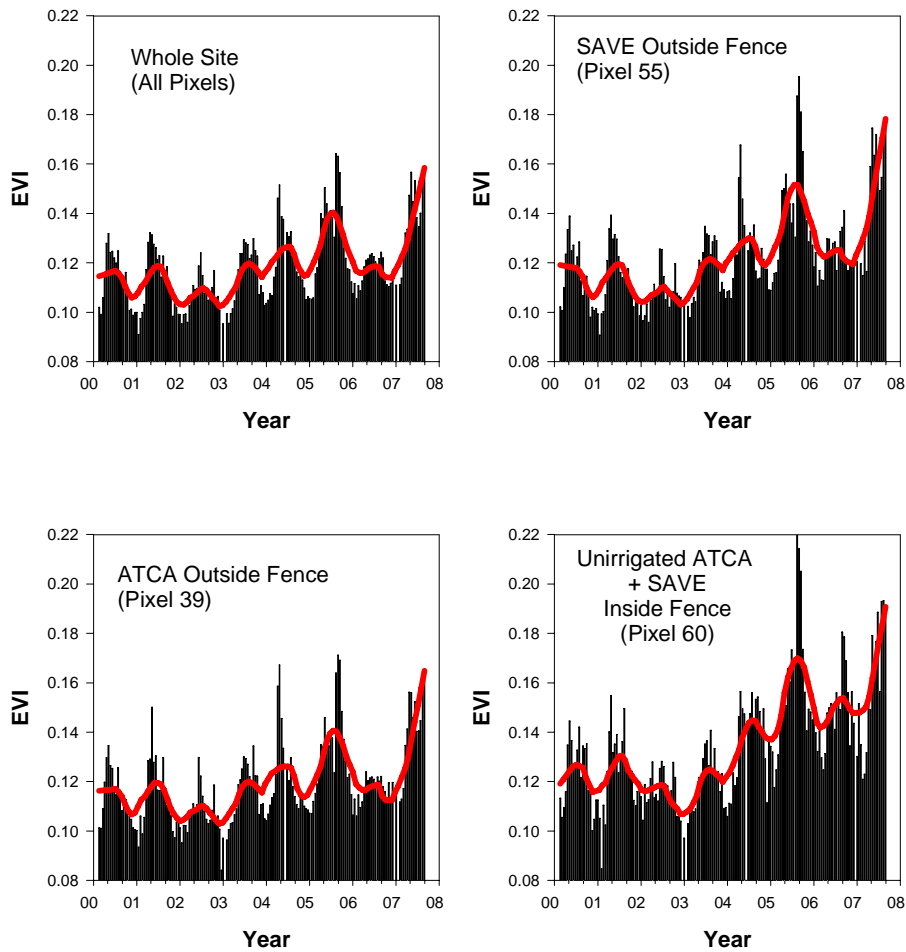 0.22
0.20
0.18
0.16
0.14
0.12
0.10
0.08
EVI
Whole Site
(All Pixels)
00 01 02 03 04 05 06 07 08
Year
0.22
0.20
0.18
0.16
0.14
0.12
0.10
0.08
EVI
SAVE Outside Fence
(Pixel 55)
00 01 02 03 04 05 06 07 08
Year
0.22
0.20
0.18
0.16
0.14
0.12
0.10
0.08
EVI
ATCA Outside Fence
(Pixel 39)
00 01 02 03 04 05 06 07 08
Year
0.22
0.20
0.18
0.16
0.14
0.12
0.10
0.08
EVI
Unirrigated ATCA
+ SAVE
Inside Fence
(Pixel 60)
00 01 02 03 04 05 06 07 08
Year